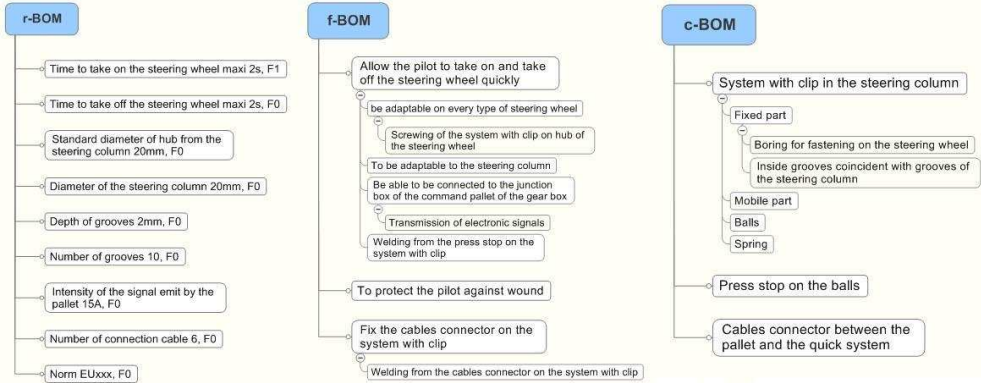 r-BOM
Time to take on the steering wheel maxi 2s, F1
Time to take off the steering wheel maxi 2s, F0
Standard diameter of hub from the
steering column 20mm, F0
Diameter of the steering column 20mm, F0
Depth of grooves 2mm, F0
Number of grooves 10, F0
Intensity of the signal emit by the
pallet 15A, F0
Number of connection cable 6, F0
Norm EUxxx, F0
f-BOM
Allow the pilot to take on and take
off the steering wheel quickly
be adaptable on every type of steering wheel
Screwing of the system with clip on hub of
the steering wheel
To be adaptable to the steering column
Be able to be connected to the junction
box of the command pallet of the gear box
Transmission of electronic signals
Welding from the press stop on the
system with clip
To protect the pilot against wound
Fix the cables connector on the
system with clip
Welding from the cables connector on the system with clip
c-BOM
System with clip in the steering column
Fixed part
Boring for fastening on the steering wheel
Inside grooves coincident with grooves of
the steering column
Mobile part
Balls
Spring
Press stop on the balls
Cables connector between the
pallet and the quick system